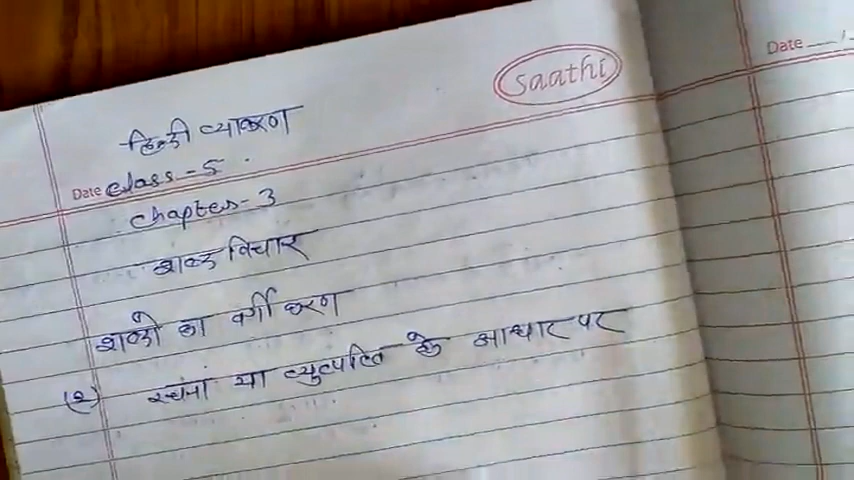 saathi
Date
हिन्दी व्याकरण
Date class - 5
chapter - 3
शब्द विचार
शब्दों का वर्गीकरण
(2) रचना या व्युत्पत्ति के आधार पर